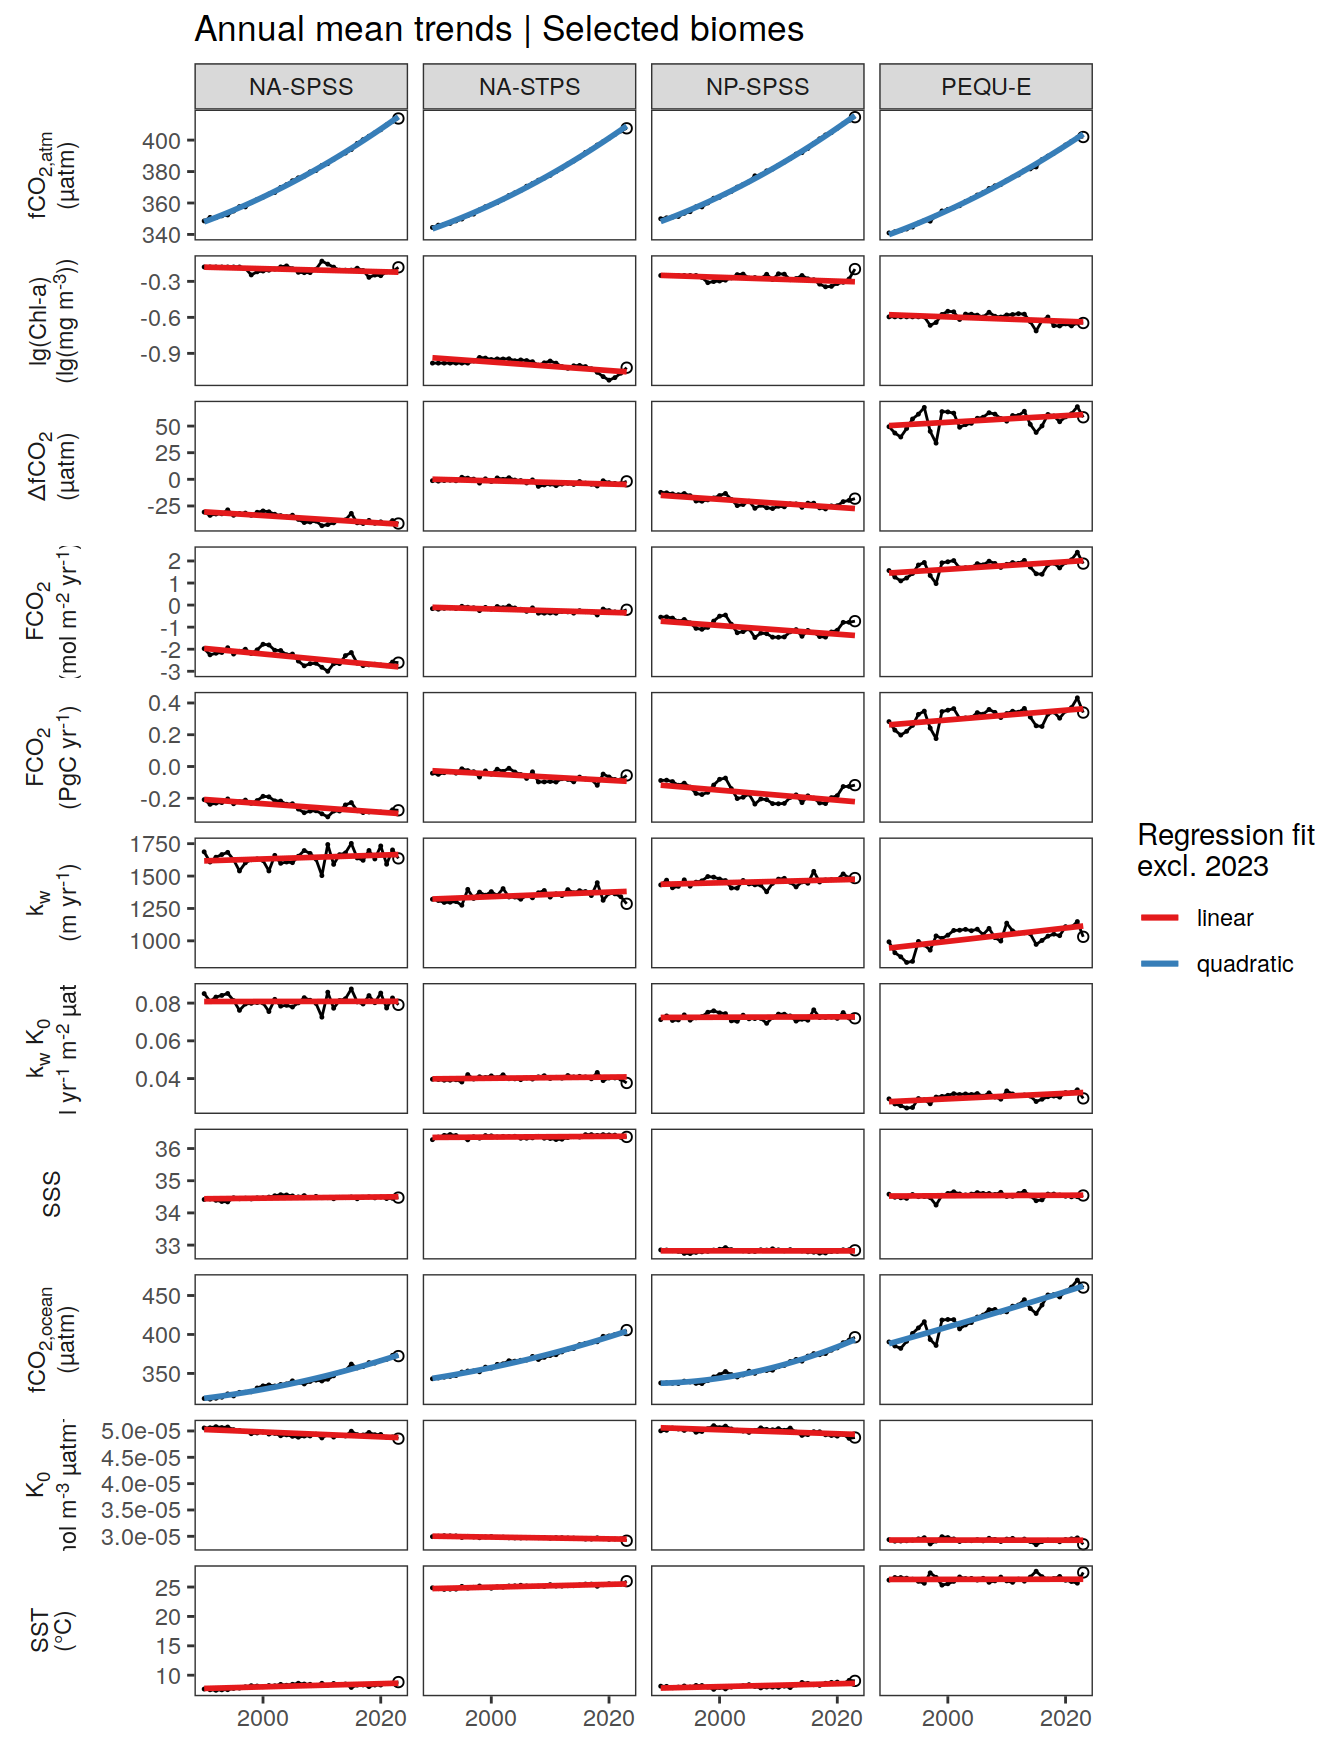 Annual mean trends | Selected biomes
NA-SPSS NA-STPS NP-SPSS PEQU-E
fCO2,atm
(µatm)
400
380
360
340
lg(Chl-a)
(lg(mg m-3))
-0.3
-0.6
-0.9
ΔfCO2
(µatm)
50
25
0
-25
FCO2
(mol m-2 yr-1)
2
1
0
-1
-2
-3
FCO2
(PgC yr-1)
0.4
0.2
0.0
-0.2
kw
(m yr-1)
1750
1500
1250
1000
kw K0
l yr-1 m-2 µat
0.08
0.06
0.04
SSS
36
35
34
33
fCO2,ocean
(µatm)
450
400
350
K0
nol m-3 µatm-
5.0e-05
4.5e-05
4.0e-05
3.5e-05
3.0e-05
SST
(°C)
25
20
15
10
2000 2020 2000 2020 2000 2020 2000 2020
Regression fit
excl. 2023
linear
quadratic